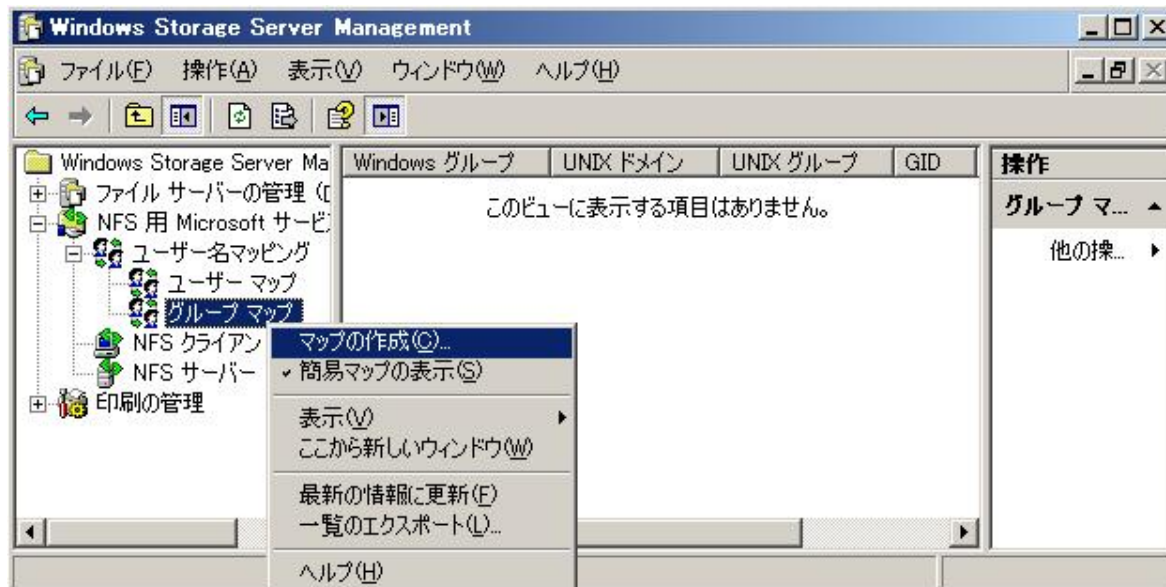 Windows Storage Server Management
ファイル(F) 操作(A) 表示(V) ウィンドウ(W) ヘルプ(H)
Windows Storage Server Ma
ファイル サーバーの管理 (
NFS 用 Microsoft サービ
ユーザー名マッピング
ユーザー マップ
グループ マップ
NFS クライアン
NFS サーバー
印刷の管理
Windows グループ UNIX ドメイン UNIX グループ GID
このビューに表示する項目はありません。
操作
グループ マ...
他の操...
マップの作成(C)...
簡易マップの表示(S)
表示(V)
ここから新しいウィンドウ(W)
最新の情報に更新(F)
一覧のエクスポート(L)...
ヘルプ(H)